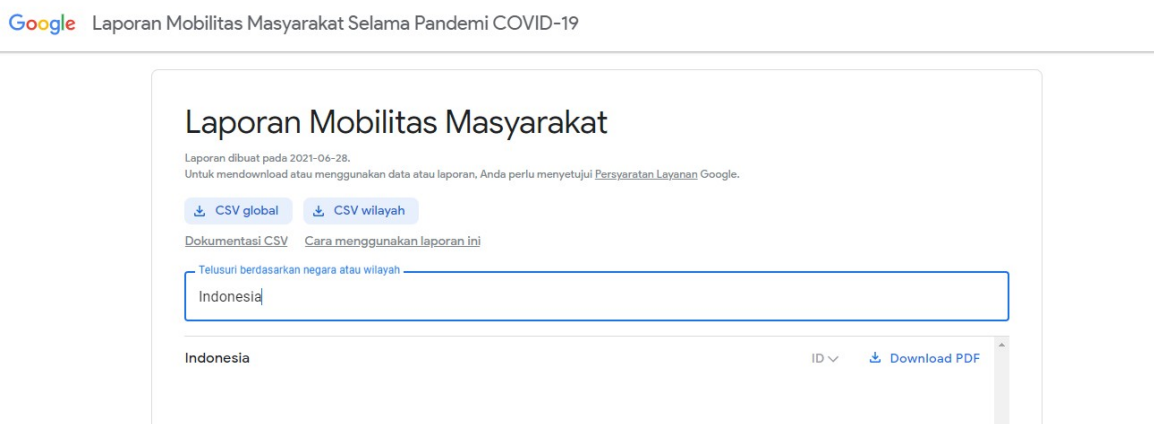 Google Laporan Mobilitas Masyarakat Selama Pandemi COVID-19
Laporan Mobilitas Masyarakat
Laporan dibuat pada 2021-06-28.
Untuk mendownload atau menggunakan data atau laporan, Anda perlu menyetujui Persyaratan Layanan Google.
CSV global CSV wilayah
Dokumentasi CSV Cara menggunakan laporan ini
Telusuri berdasarkan negara atau wilayah
Indonesia
Indonesia ID Download PDF